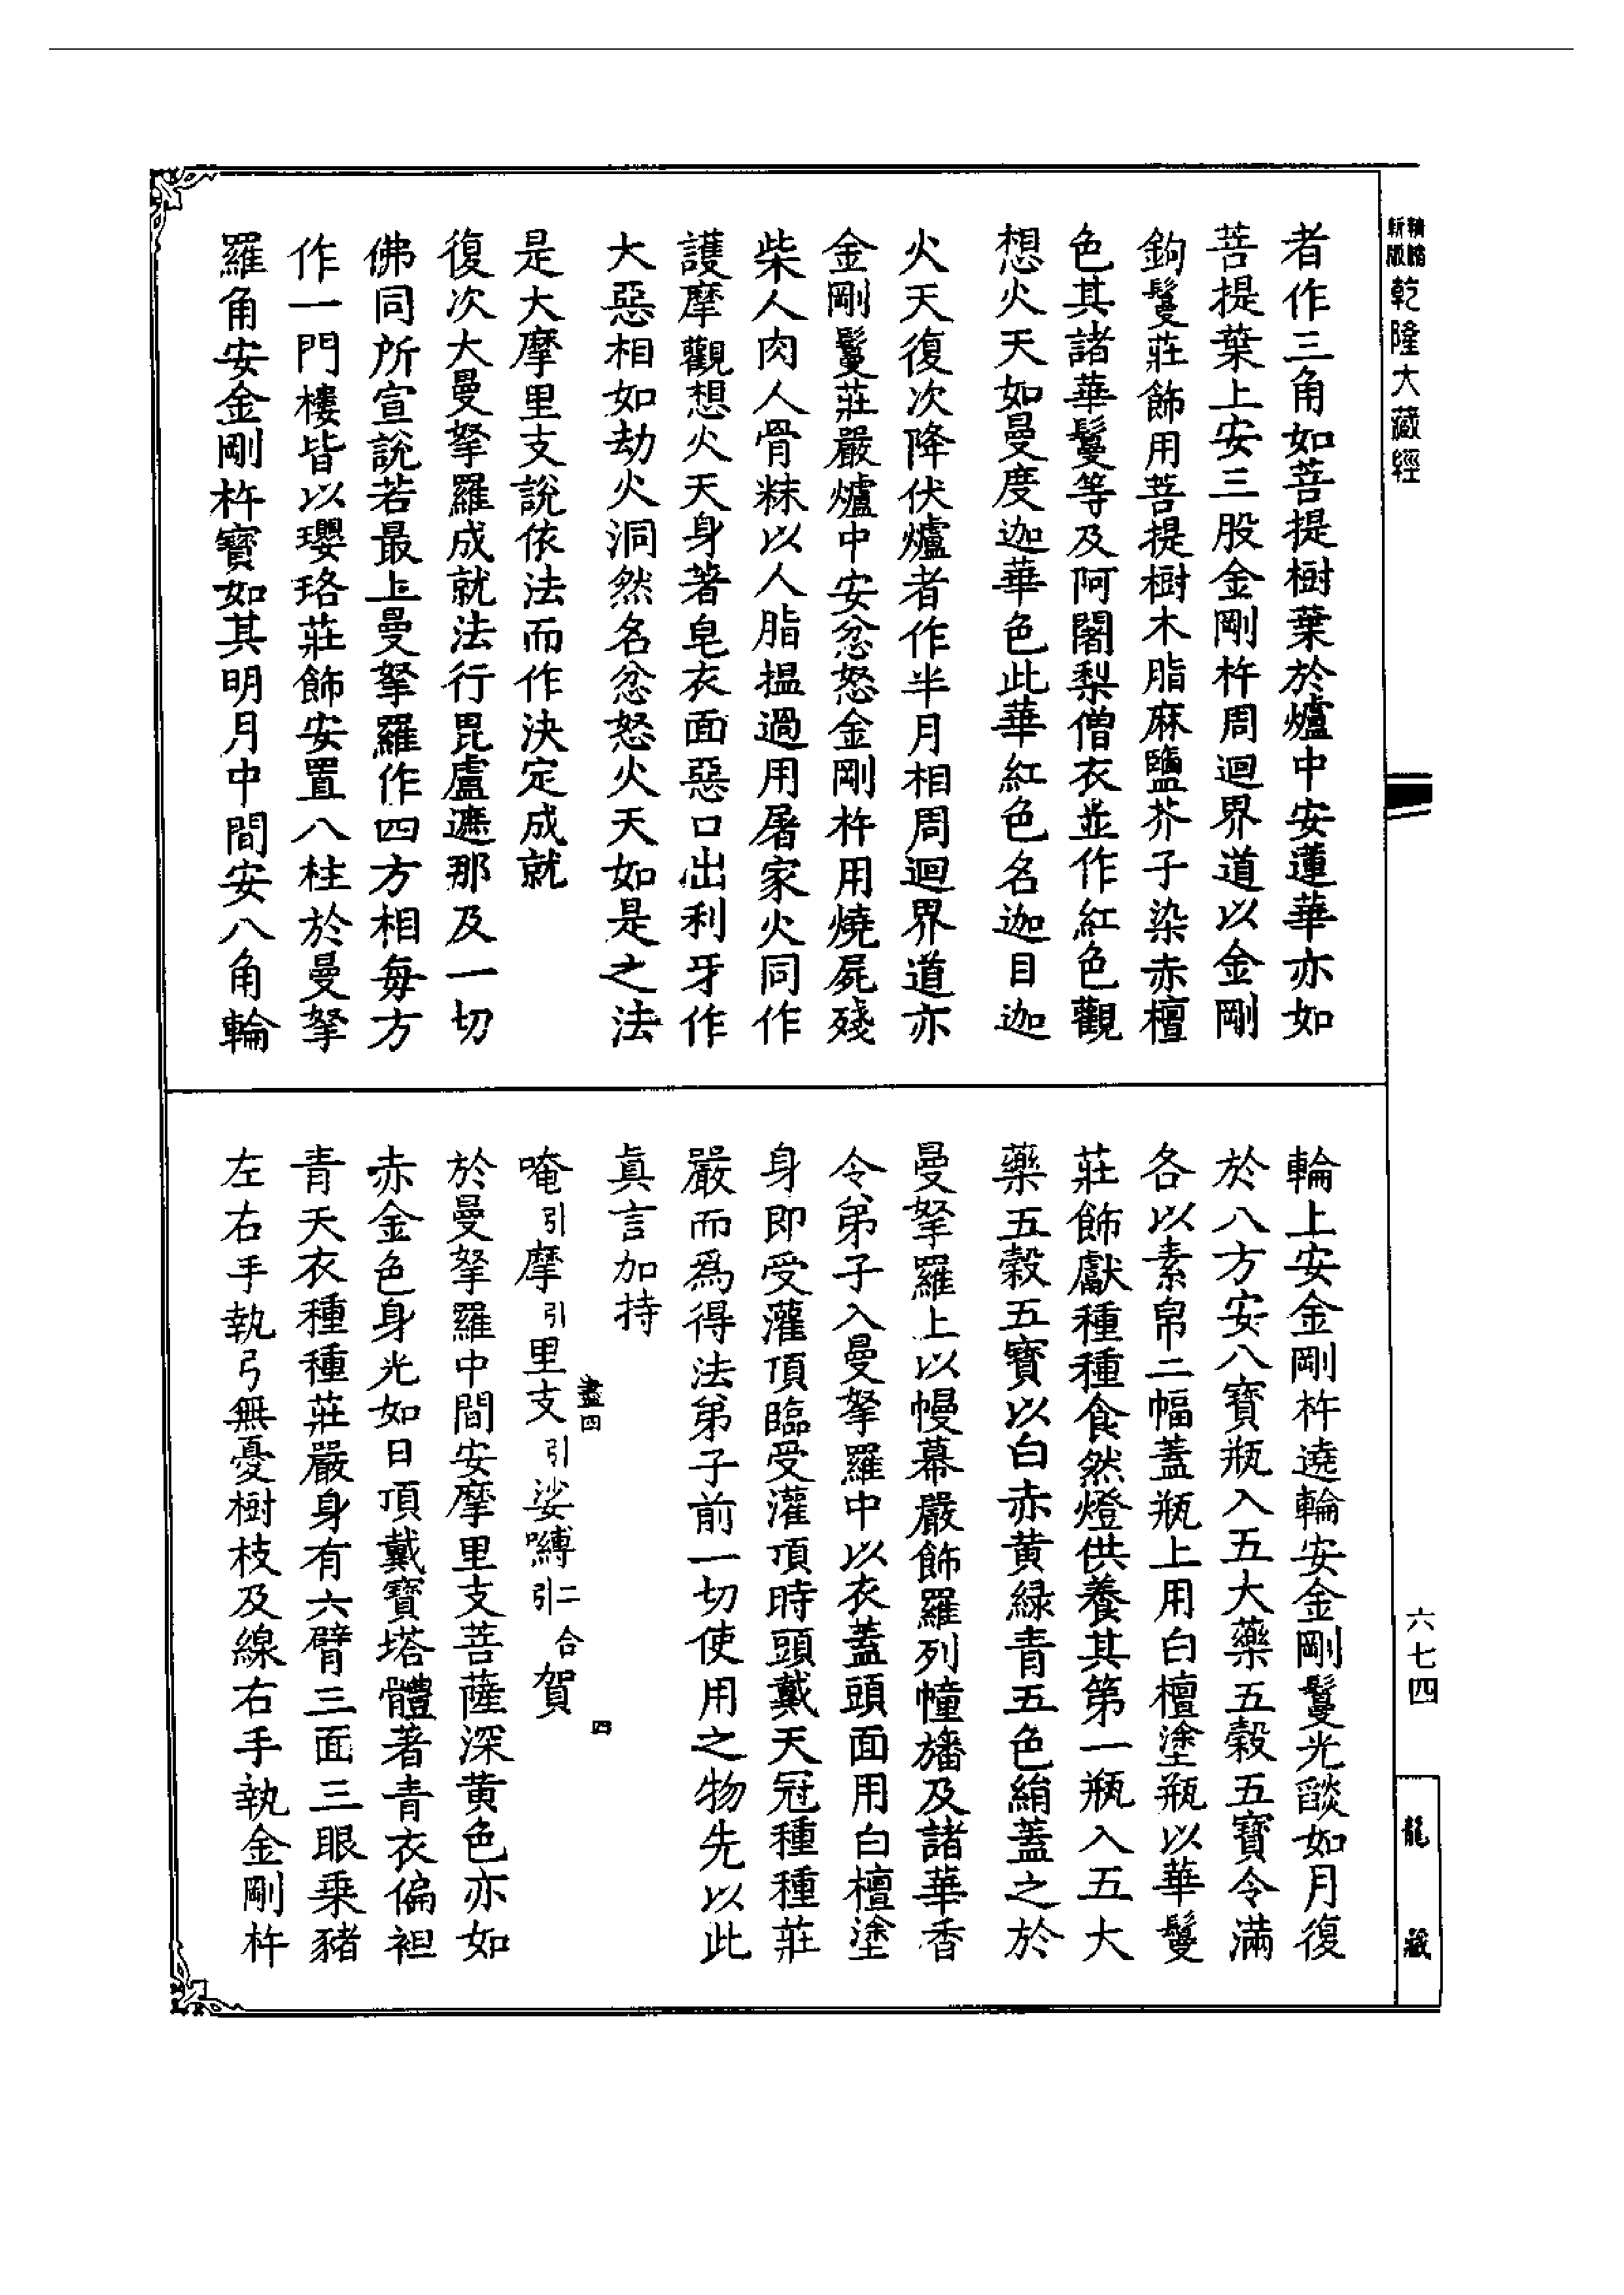 精緻
新版
乾隆大藏經
者作三角如菩提樹葉於爐中安蓮華亦如
菩提葉上安三股金剛杵周迴界道以金剛
鉤鬘莊飾用菩提樹木脂麻鹽芥子染赤檀
色其諸華鬘等及阿闍梨僧衣並作紅色觀
想火天如曼度迦華色此華紅色名迦目迦
火天復次降伏爐者作半月相周迴界道亦
金剛鬘莊嚴爐中安忿怒金剛杵用燒屍殘
柴人肉人骨粖以人脂搵過用屠家火同作
護摩觀想火天身著皂衣面惡口出利牙作
大惡相如劫火洞然名忿怒火天如是之法
是大摩里支說依法而作決定成就
復次大曼拏羅成就法行毘盧遮那及一切
佛同所宣說若最上曼拏羅作四方相每方
作一門樓皆以瓔珞莊飾安置八柱於曼拏
羅角安金剛杵寶如其明月中間安八角輪
輪上安金剛杵遶輪安金剛鬘光燄如月復
於八方安八寶瓶入五大藥五穀五寶令滿
各以素帛二幅蓋瓶上用白檀塗瓶以華鬘
莊飾獻種種食然燈供養其第一瓶入五大
藥五穀五寶以白赤黃綠青五色絹蓋之於
曼拏羅上以幔幕嚴飾羅列幢旛及諸華香
令弟子入曼拏羅中以衣蓋頭面用白檀塗
身即受灌頂臨受灌頂時頭戴天冠種種莊
嚴而為得法弟子前一切使用之物先以此
真言加持
盡四
四
唵引摩引里支引娑嚩二合引賀
於曼拏羅中間安摩里支菩薩深黃色亦如
赤金色身光如日頂戴寶塔體著青衣偏袒
青天衣種種莊嚴身有六臂三面三眼乘豬
左右手執弓無憂樹枝及線右手執金剛杵
六七四
龍藏